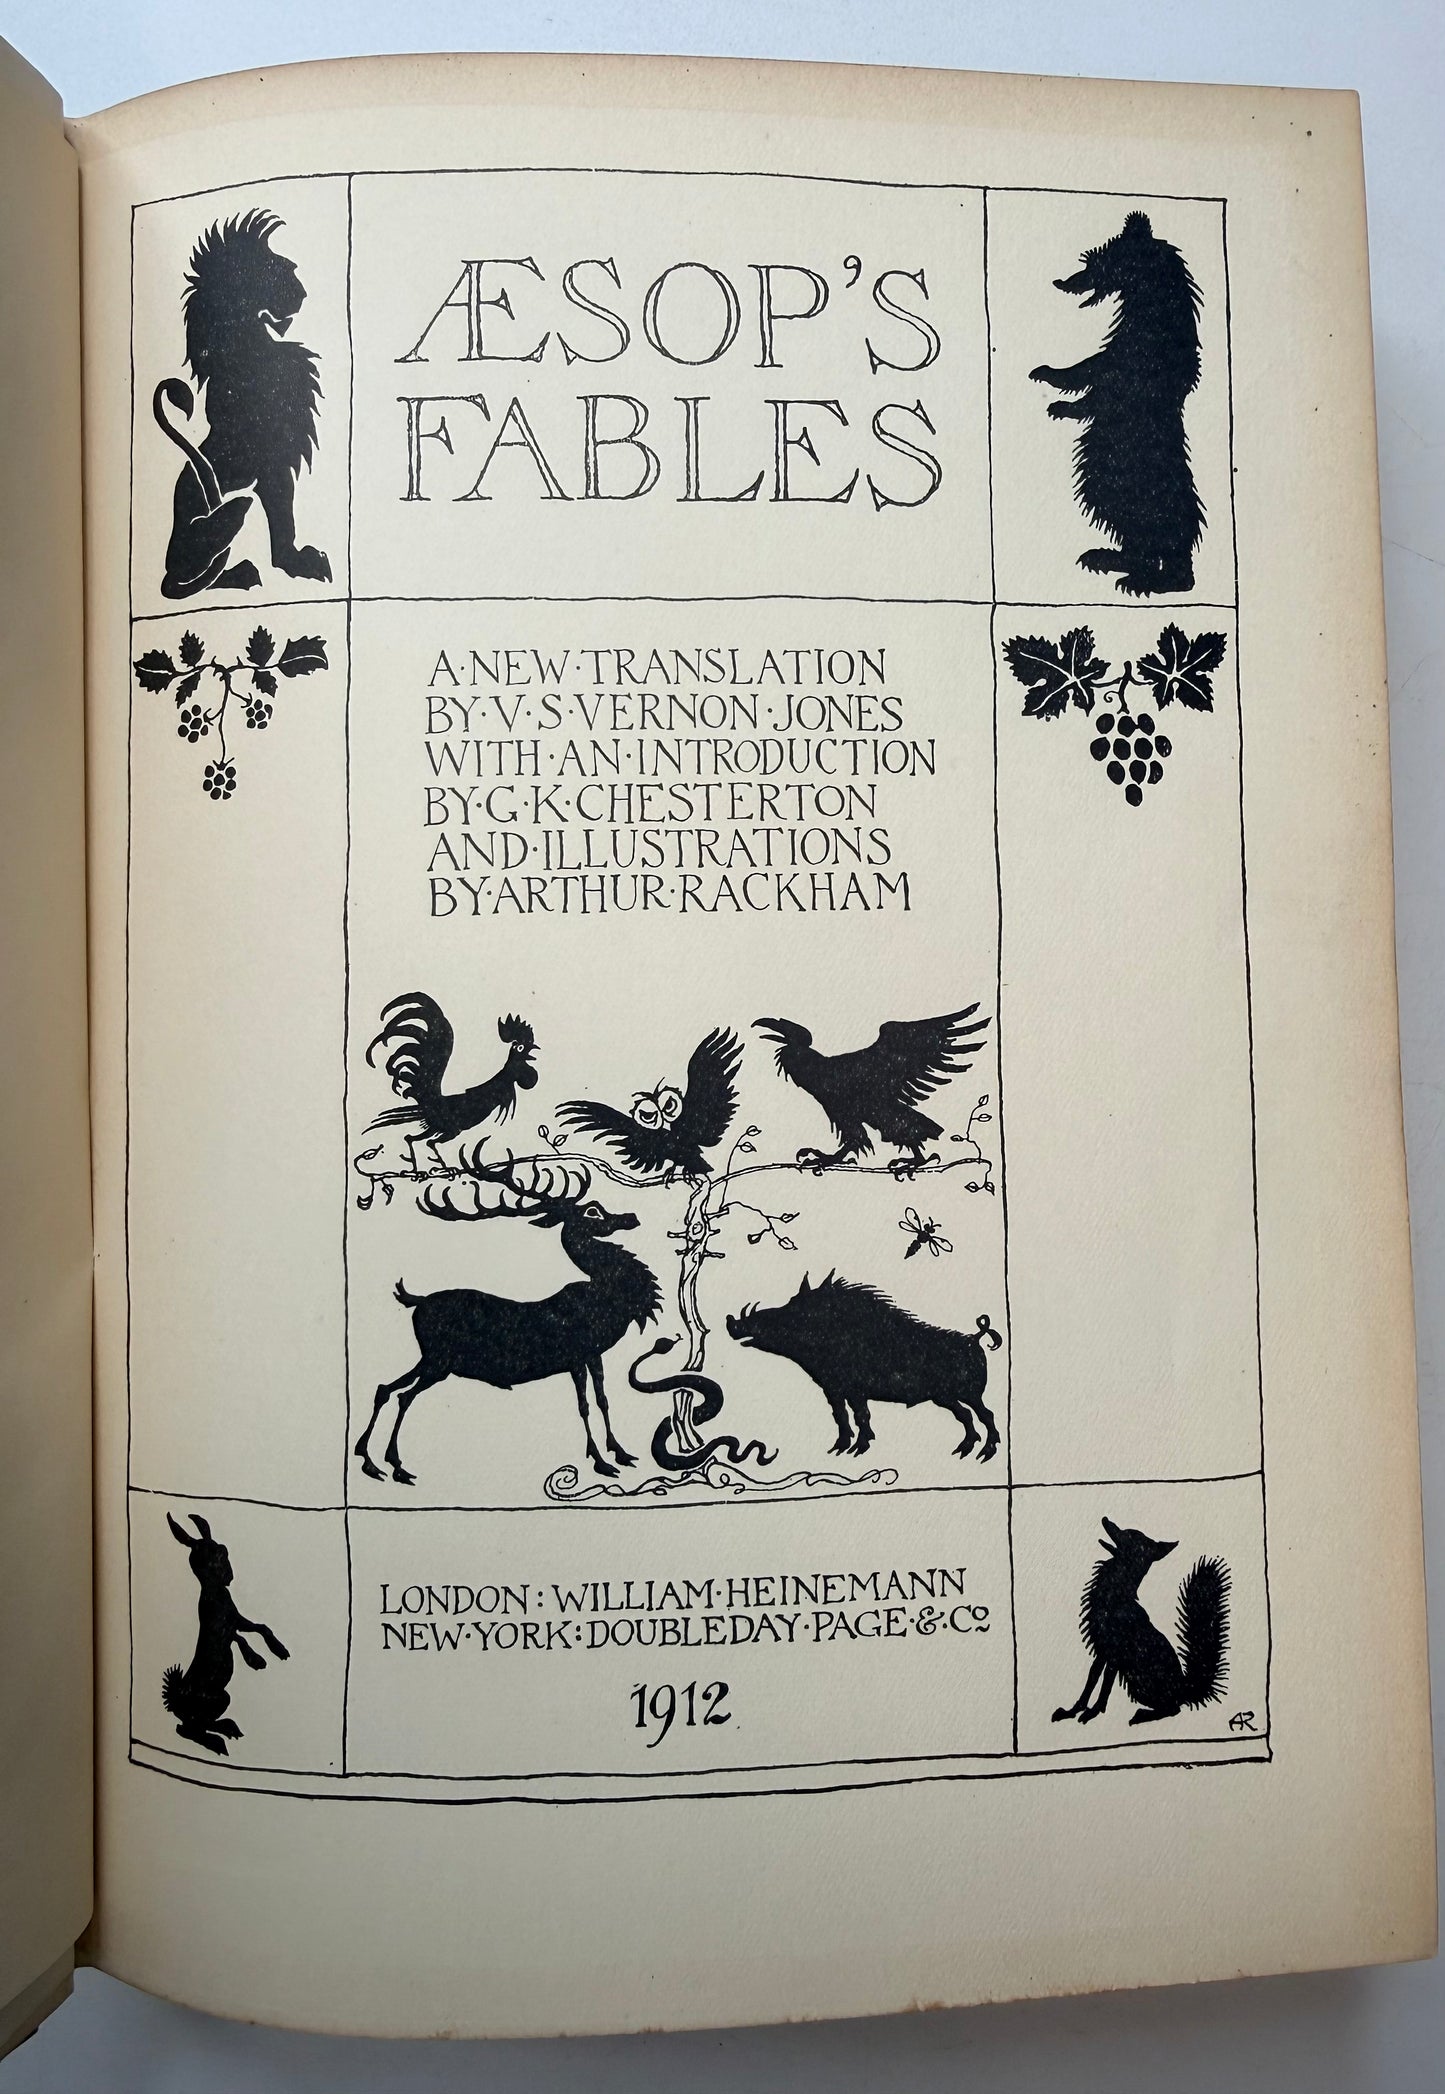 ÆSOP'S
FABLES
A·NEW·TRANSLATION
BY·V·S·VERNON·JONES
WITH·AN·INTRODUCTION
BY·G·K·CHESTERTON
AND·ILLUSTRATIONS
BY·ARTHUR·RACKHAM
LONDON:WILLIAM·HEINEMANN
NEW·YORK:DOUBLEDAY·PAGE·&·Cº
1912
AR